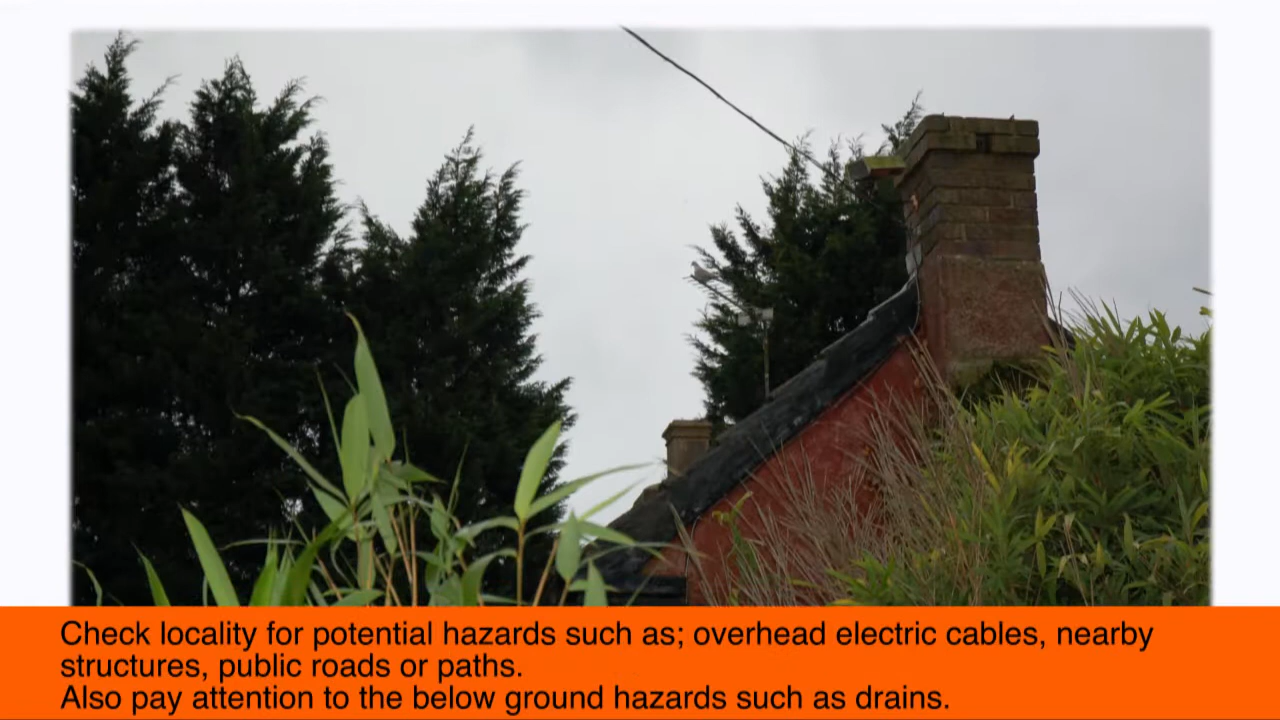 Check locality for potential hazards such as; overhead electric cables, nearby
structures, public roads or paths.
Also pay attention to the below ground hazards such as drains.